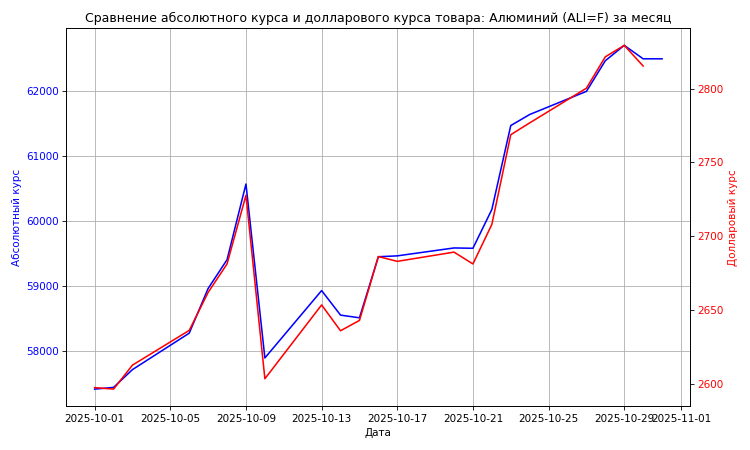 Сравнение абсолютного курса и долларового курса товара: Алюминий (ALI=F) за месяц
Абсолютный курс
62000
61000
60000
59000
58000
2800
2750
2700
2650
2600
Долларовый курс
2025-10-01 2025-10-05 2025-10-09 2025-10-13 2025-10-17 2025-10-21 2025-10-25 2025-10-29 2025-11-01
Дата